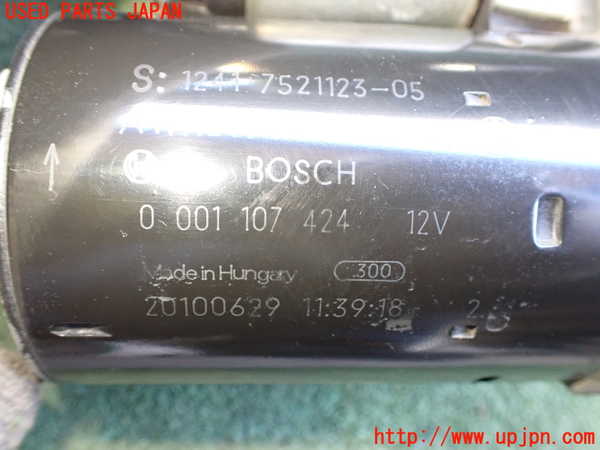 USED PARTS JAPAN
S: 1241-7521123-05
BOSCH
0 001 107 424 12V
Made in Hungary 300
20100629 11:39:18
http://www.upjpn.com/